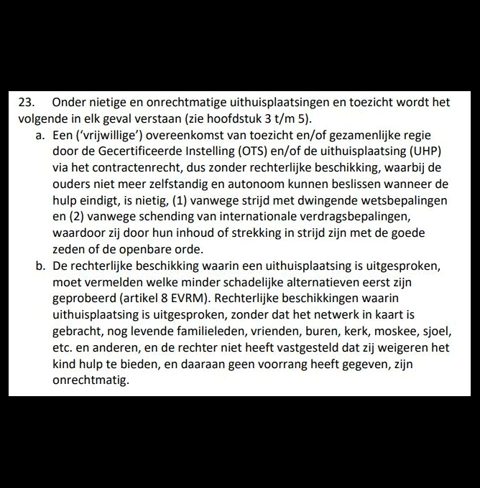 23. Onder nietige en onrechtmatige uithuisplaatsingen en toezicht wordt het
volgende in elk geval verstaan (zie hoofdstuk 3 t/m 5).
a. Een (‘vrijwillige’) overeenkomst van toezicht en/of gezamenlijke regie
door de Gecertificeerde Instelling (OTS) en/of de uithuisplaatsing (UHP)
via het contractenrecht, dus zonder rechterlijke beschikking, waarbij de
ouders niet meer zelfstandig en autonoom kunnen beslissen wanneer de
hulp eindigt, is nietig, (1) vanwege strijd met dwingende wetsbepalingen
en (2) vanwege schending van internationale verdragsbepalingen,
waardoor zij door hun inhoud of strekking in strijd zijn met de goede
zeden of de openbare orde.
b. De rechterlijke beschikking waarin een uithuisplaatsing is uitgesproken,
moet vermelden welke minder schadelijke alternatieven eerst zijn
geprobeerd (artikel 8 EVRM). Rechterlijke beschikkingen waarin
uithuisplaatsing is uitgesproken, zonder dat het netwerk in kaart is
gebracht, nog levende familieleden, vrienden, buren, kerk, moskee, sjoel,
etc. en anderen, en de rechter niet heeft vastgesteld dat zij weigeren het
kind hulp te bieden, en daaraan geen voorrang heeft gegeven, zijn
onrechtmatig.